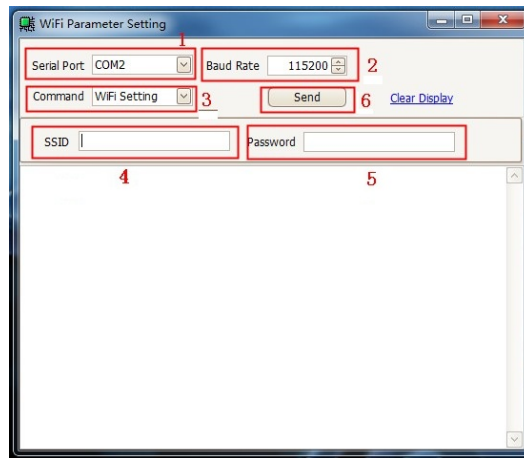 WiFi Parameter Setting
1
Serial Port COM2 Baud Rate 115200 2
Command WiFi Setting 3 Send 6 Clear Display
SSID Password
4 5